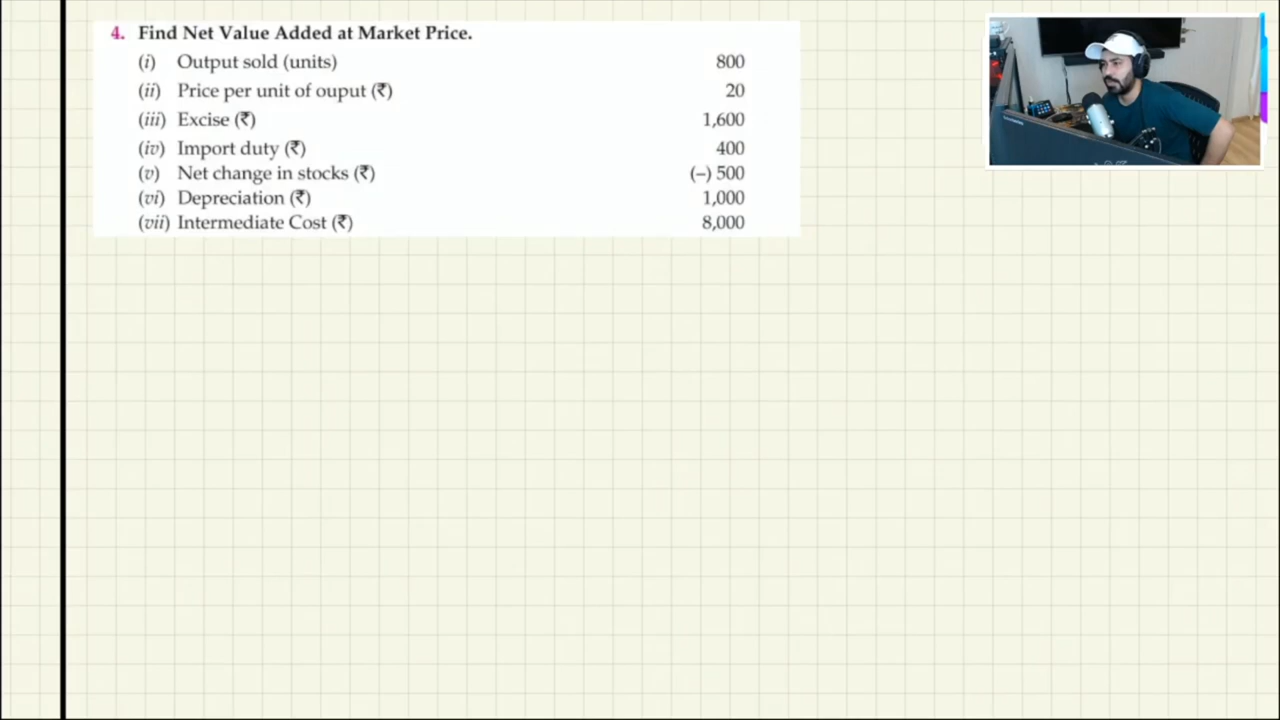 4. Find Net Value Added at Market Price.
(i) Output sold (units) 800
(ii) Price per unit of ouput (₹) 20
(iii) Excise (₹) 1,600
(iv) Import duty (₹) 400
(v) Net change in stocks (₹) (–) 500
(vi) Depreciation (₹) 1,000
(vii) Intermediate Cost (₹) 8,000